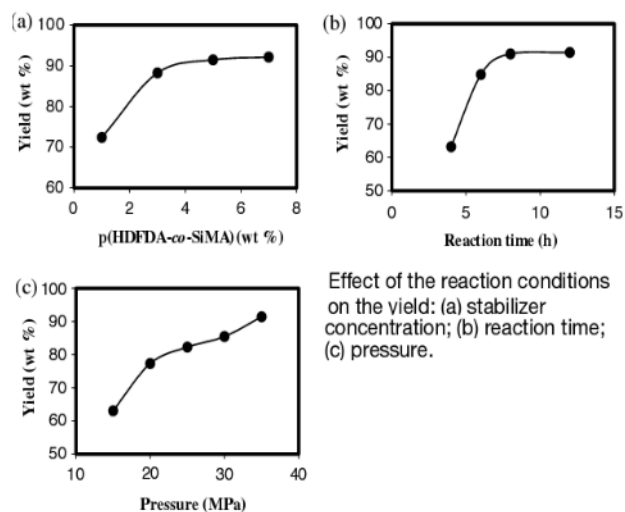 (a)
100
90
80
70
60
Yield (wt %)
0 2 4 6 8
p(HDFDA-co-SiMA) (wt %)
(b)
100
90
80
70
60
50
Yield (wt %)
0 5 10 15
Reaction time (h)
(c)
100
90
80
70
60
50
Yield (wt %)
10 20 30 40
Pressure (MPa)
Effect of the reaction conditions
on the yield: (a) stabilizer
concentration; (b) reaction time;
(c) pressure.